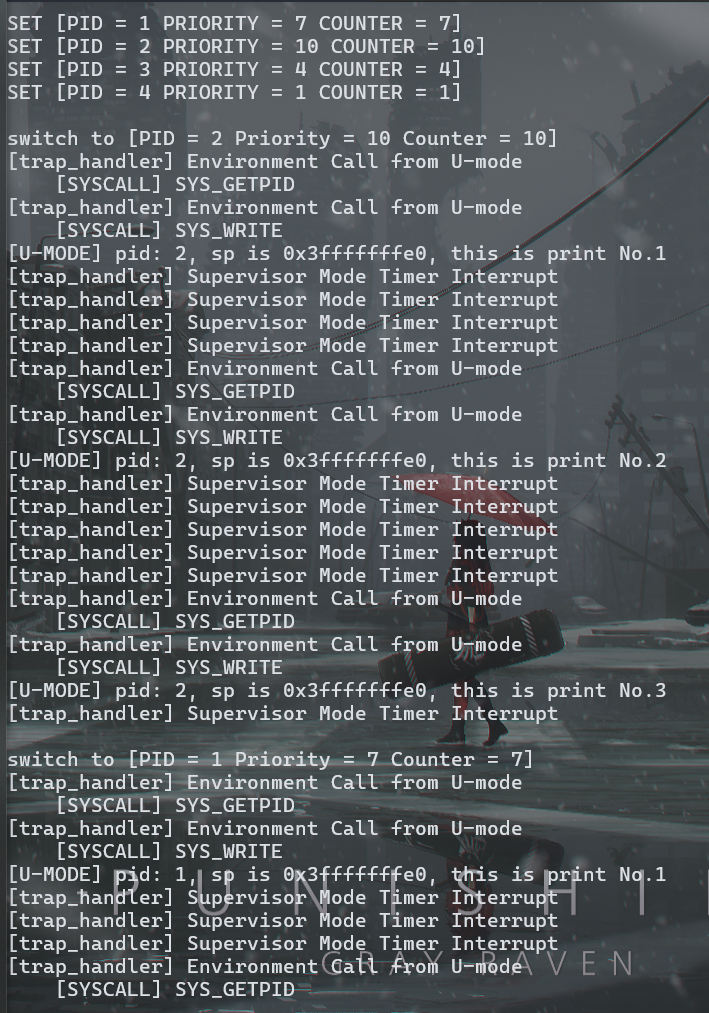 SET [PID = 1 PRIORITY = 7 COUNTER = 7]
SET [PID = 2 PRIORITY = 10 COUNTER = 10]
SET [PID = 3 PRIORITY = 4 COUNTER = 4]
SET [PID = 4 PRIORITY = 1 COUNTER = 1]
switch to [PID = 2 Priority = 10 Counter = 10]
[trap_handler] Environment Call from U-mode
[SYSCALL] SYS_GETPID
[trap_handler] Environment Call from U-mode
[SYSCALL] SYS_WRITE
[U-MODE] pid: 2, sp is 0x3fffffffe0, this is print No.1
[trap_handler] Supervisor Mode Timer Interrupt
[trap_handler] Supervisor Mode Timer Interrupt
[trap_handler] Supervisor Mode Timer Interrupt
[trap_handler] Supervisor Mode Timer Interrupt
[trap_handler] Environment Call from U-mode
[SYSCALL] SYS_GETPID
[trap_handler] Environment Call from U-mode
[SYSCALL] SYS_WRITE
[U-MODE] pid: 2, sp is 0x3fffffffe0, this is print No.2
[trap_handler] Supervisor Mode Timer Interrupt
[trap_handler] Supervisor Mode Timer Interrupt
[trap_handler] Supervisor Mode Timer Interrupt
[trap_handler] Supervisor Mode Timer Interrupt
[trap_handler] Supervisor Mode Timer Interrupt
[trap_handler] Environment Call from U-mode
[SYSCALL] SYS_GETPID
[trap_handler] Environment Call from U-mode
[SYSCALL] SYS_WRITE
[U-MODE] pid: 2, sp is 0x3fffffffe0, this is print No.3
[trap_handler] Supervisor Mode Timer Interrupt
switch to [PID = 1 Priority = 7 Counter = 7]
[trap_handler] Environment Call from U-mode
[SYSCALL] SYS_GETPID
[trap_handler] Environment Call from U-mode
[SYSCALL] SYS_WRITE
[U-MODE] pid: 1, sp is 0x3fffffffe0, this is print No.1
PUNISHI
[trap_handler] Supervisor Mode Timer Interrupt
[trap_handler] Supervisor Mode Timer Interrupt
[trap_handler] Supervisor Mode Timer Interrupt
[trap_handler] Environment Call from U-mode
GRAY RAVEN
[SYSCALL] SYS_GETPID